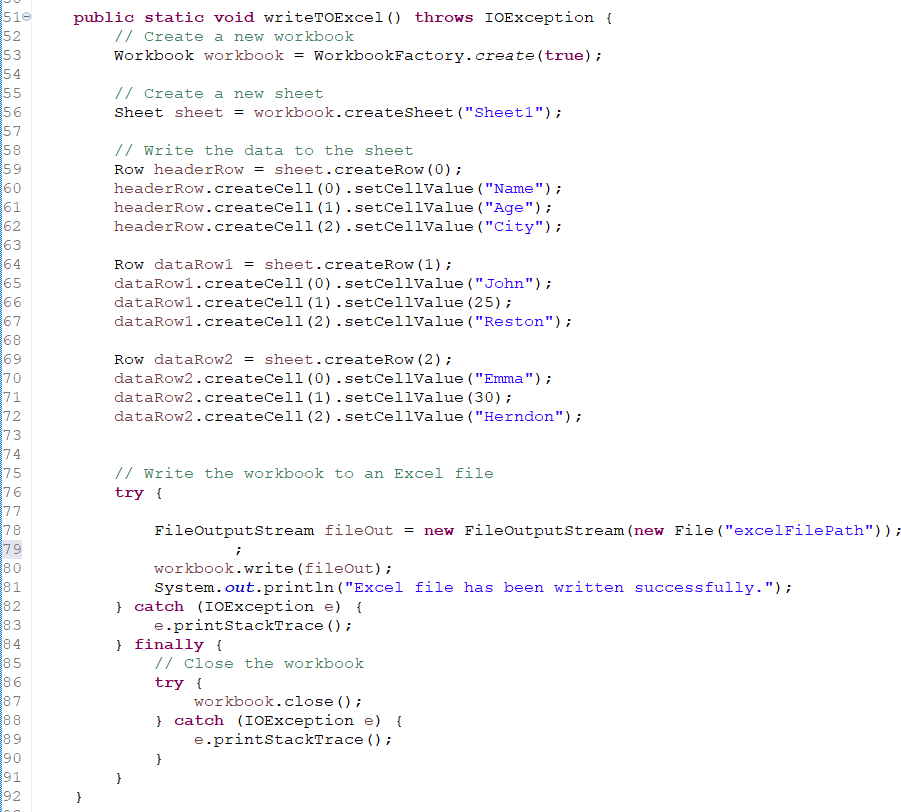 51 public static void writeTOExcel() throws IOException {
52 // Create a new workbook
53 Workbook workbook = WorkbookFactory.create(true);
54
55 // Create a new sheet
56 Sheet sheet = workbook.createSheet("Sheet1");
57
58 // Write the data to the sheet
59 Row headerRow = sheet.createRow(0);
60 headerRow.createCell(0).setCellValue("Name");
61 headerRow.createCell(1).setCellValue("Age");
62 headerRow.createCell(2).setCellValue("City");
63
64 Row dataRow1 = sheet.createRow(1);
65 dataRow1.createCell(0).setCellValue("John");
66 dataRow1.createCell(1).setCellValue(25);
67 dataRow1.createCell(2).setCellValue("Reston");
68
69 Row dataRow2 = sheet.createRow(2);
70 dataRow2.createCell(0).setCellValue("Emma");
71 dataRow2.createCell(1).setCellValue(30);
72 dataRow2.createCell(2).setCellValue("Herndon");
73
74
75 // Write the workbook to an Excel file
76 try {
77
78 FileOutputStream fileOut = new FileOutputStream(new File("excelFilePath"));
79 ;
80 workbook.write(fileOut);
81 System.out.println("Excel file has been written successfully.");
82 } catch (IOException e) {
83 e.printStackTrace();
84 } finally {
85 // Close the workbook
86 try {
87 workbook.close();
88 } catch (IOException e) {
89 e.printStackTrace();
90 }
91 }
92 }